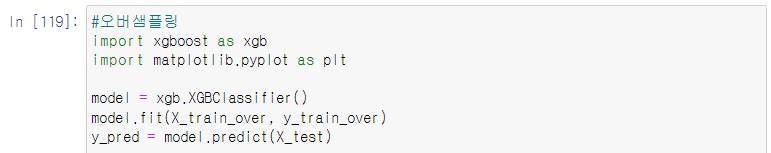 In [119]:
#오버샘플링
import xgboost as xgb
import matplotlib.pyplot as plt
model = xgb.XGBClassifier()
model.fit(X_train_over, y_train_over)
y_pred = model.predict(X_test)